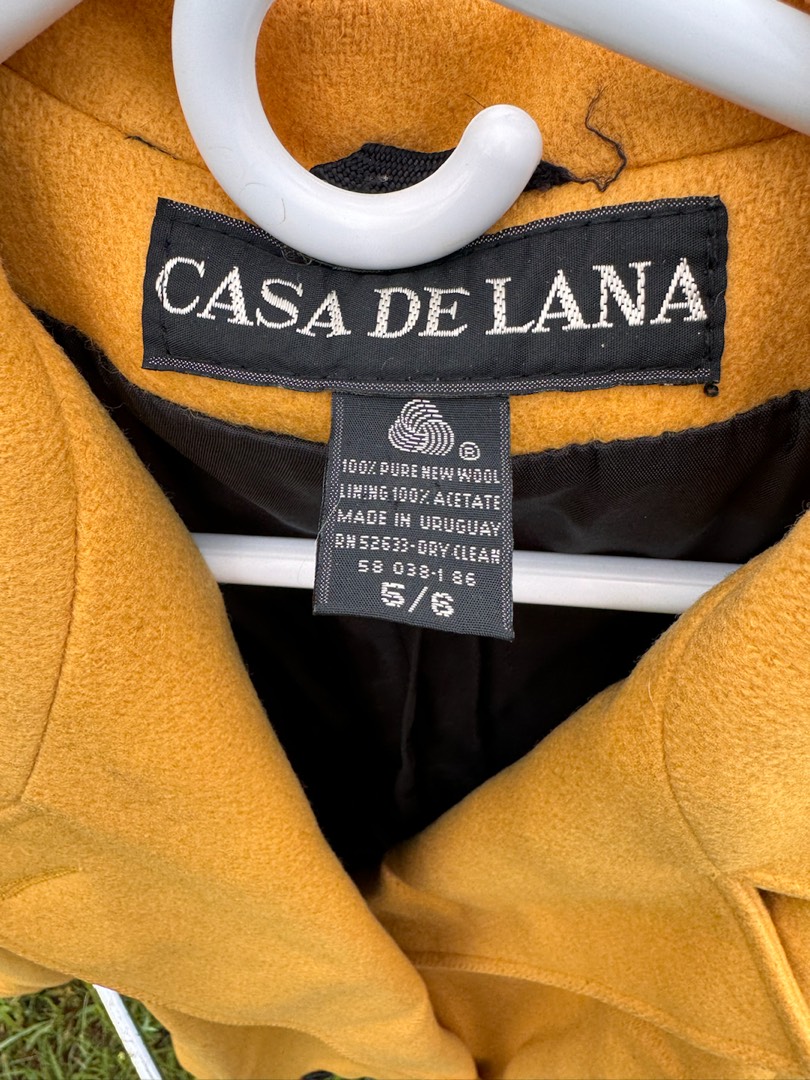 CASA DE LANA
®
100% PURE NEW WOOL
LINING 100% ACETATE
MADE IN URUGUAY
RN 52633-DRY CLEAN
58 038-1 86
5/6